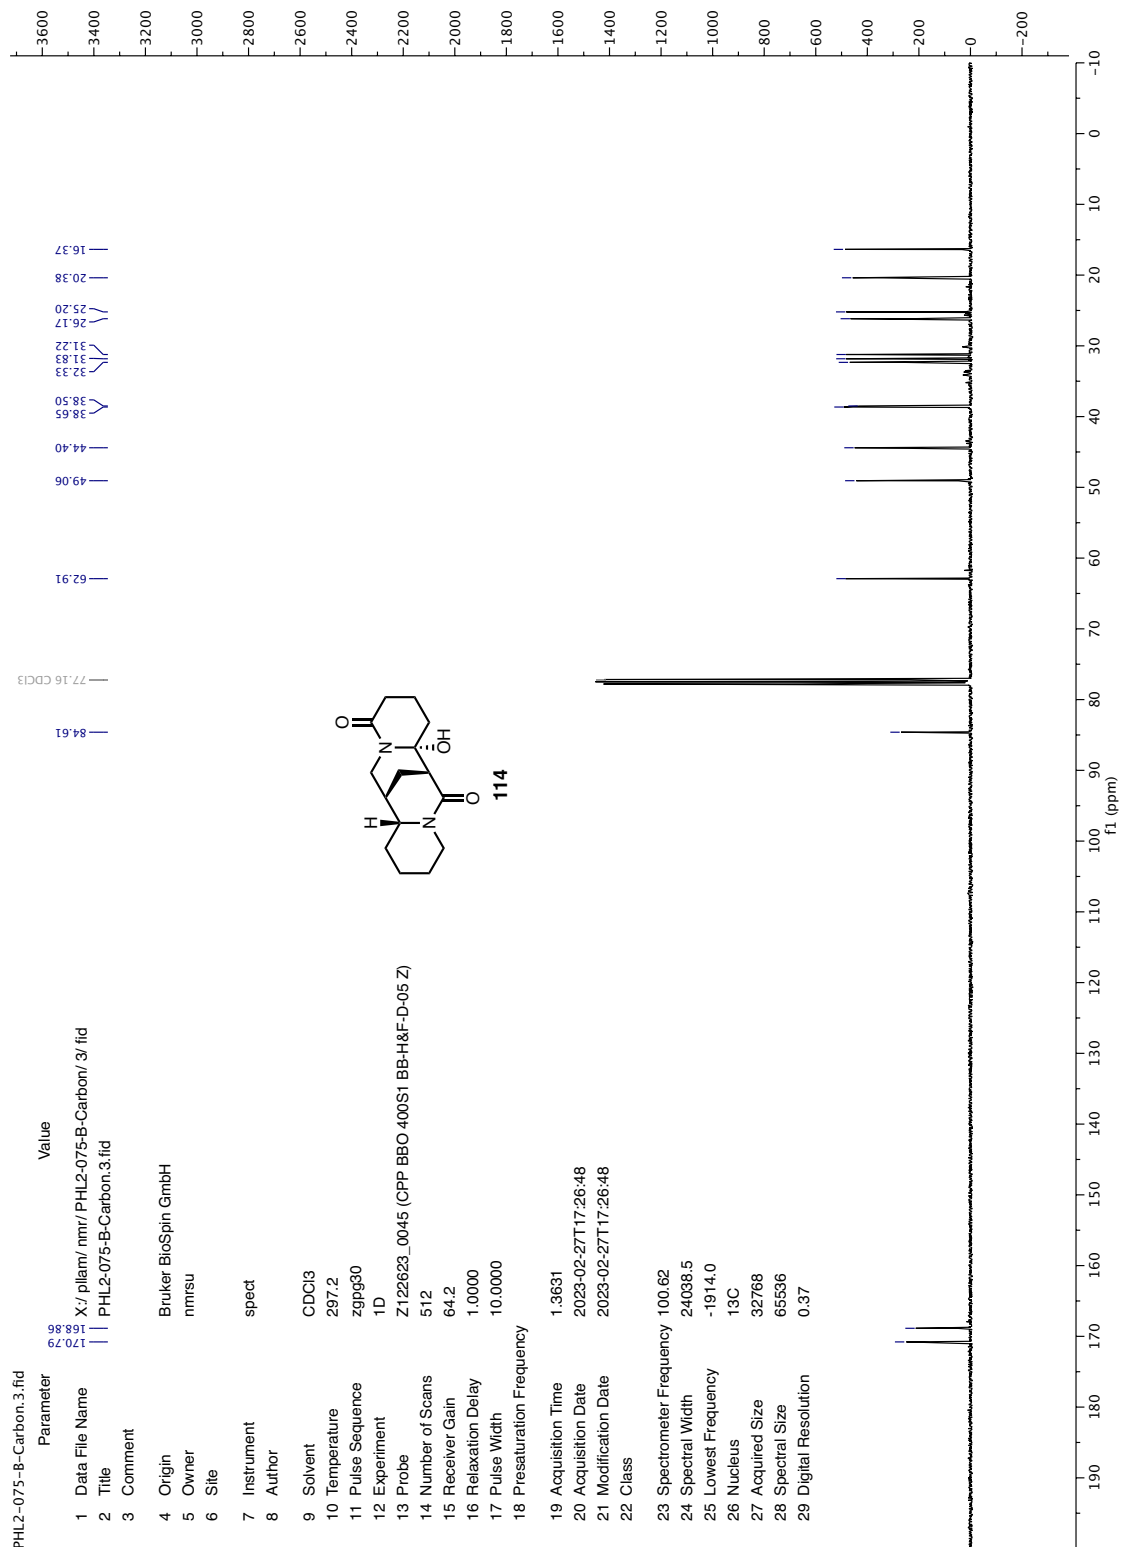 PHL2-075-B-Carbon.3.fid
Parameter Value
1 Data File Name X:/ pllam/ nmr/ PHL2-075-B-Carbon/ 3/ fid
2 Title PHL2-075-B-Carbon.3.fid
3 Comment
4 Origin Bruker BioSpin GmbH
5 Owner nmrsu
6 Site
7 Instrument spect
8 Author
9 Solvent CDCl3
10 Temperature 297.2
11 Pulse Sequence zgpg30
12 Experiment 1D
13 Probe Z122623_0045 (CPP BBO 400S1 BB-H&F-D-05 Z)
14 Number of Scans 512
15 Receiver Gain 64.2
16 Relaxation Delay 1.0000
17 Pulse Width 10.0000
18 Presaturation Frequency
19 Acquisition Time 1.3631
20 Acquisition Date 2023-02-27T17:26:48
21 Modification Date 2023-02-27T17:26:48
22 Class
23 Spectrometer Frequency 100.62
24 Spectral Width 24038.5
25 Lowest Frequency -1914.0
26 Nucleus 13C
27 Acquired Size 32768
28 Spectral Size 65536
29 Digital Resolution 0.37
170.79
168.86
84.61
77.16 CDCl3
62.91
49.06
44.40
38.65
38.50
32.33
31.83
31.22
26.17
25.20
20.38
16.37
O
N
OH
H
N
O
114
3600
3400
3200
3000
2800
2600
2400
2200
2000
1800
1600
1400
1200
1000
800
600
400
200
0
-200
190 180 170 160 150 140 130 120 110 100 90 80 70 60 50 40 30 20 10 0 -10
f1 (ppm)